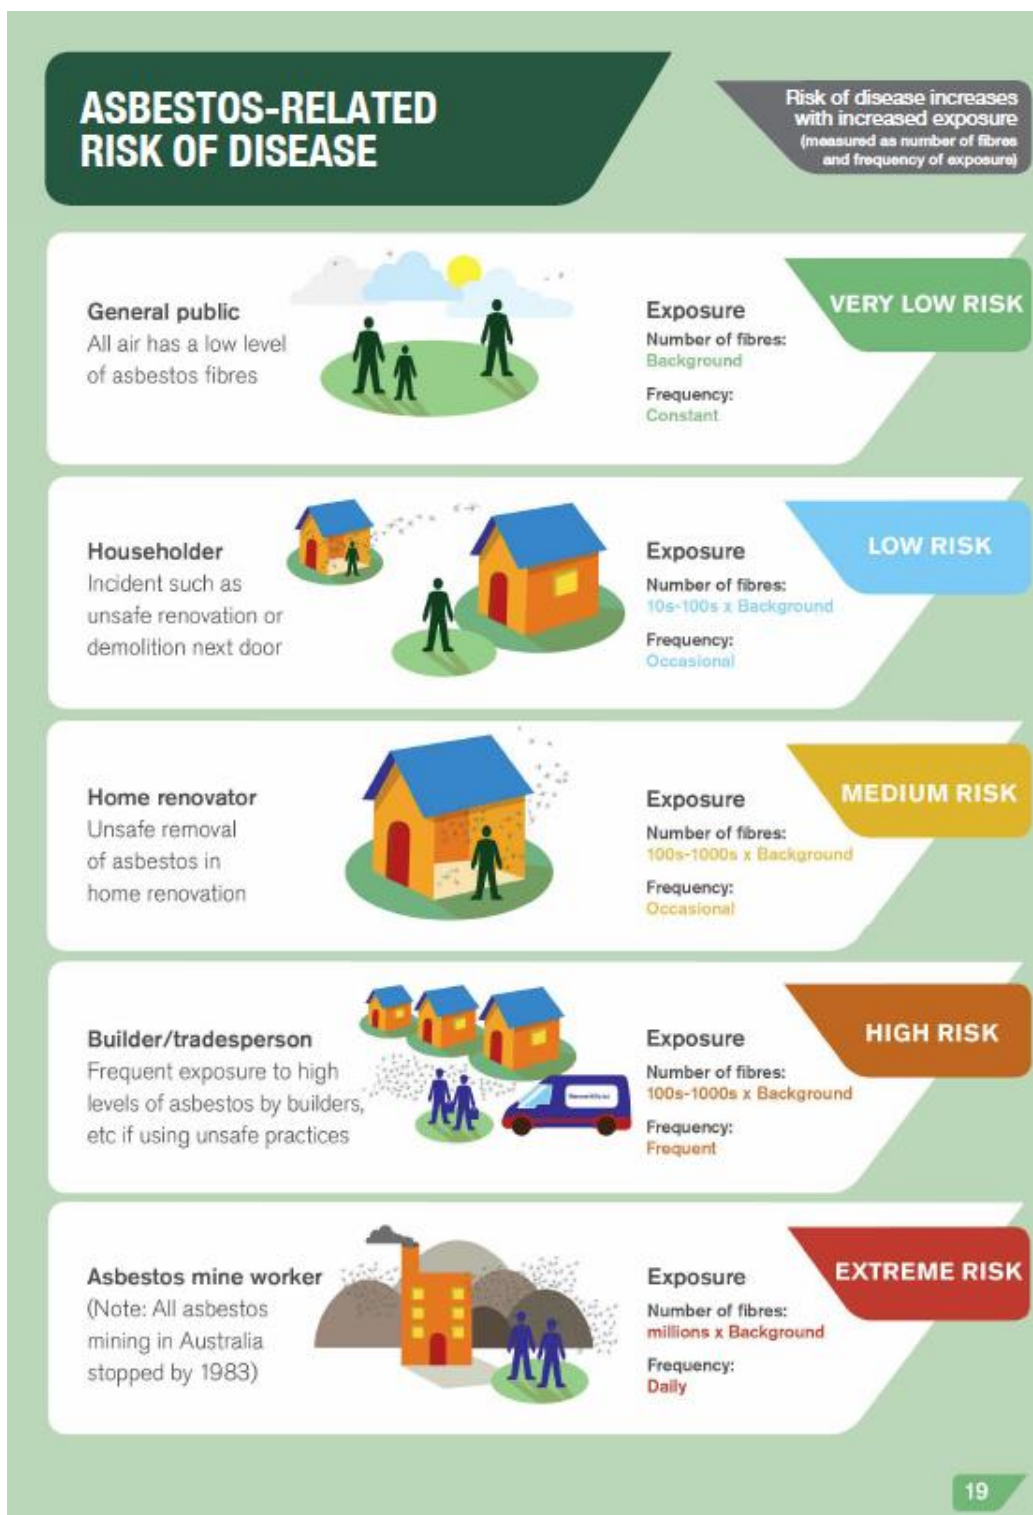 ASBESTOS-RELATED
RISK OF DISEASE
Risk of disease increases
with increased exposure
(measured as number of fibres
and frequency of exposure)
General public
All air has a low level
of asbestos fibres
Exposure
Number of fibres:
Background
Frequency:
Constant
VERY LOW RISK
Householder
Incident such as
unsafe renovation or
demolition next door
Exposure
Number of fibres:
10s-100s x Background
Frequency:
Occasional
LOW RISK
Home renovator
Unsafe removal
of asbestos in
home renovation
Exposure
Number of fibres:
100s-1000s x Background
Frequency:
Occasional
MEDIUM RISK
Builder/tradesperson
Frequent exposure to high
levels of asbestos by builders,
etc if using unsafe practices
Exposure
Number of fibres:
100s-1000s x Background
Frequency:
Frequent
HIGH RISK
Asbestos mine worker
(Note: All asbestos
mining in Australia
stopped by 1983)
Exposure
Number of fibres:
millions x Background
Frequency:
Daily
EXTREME RISK
19